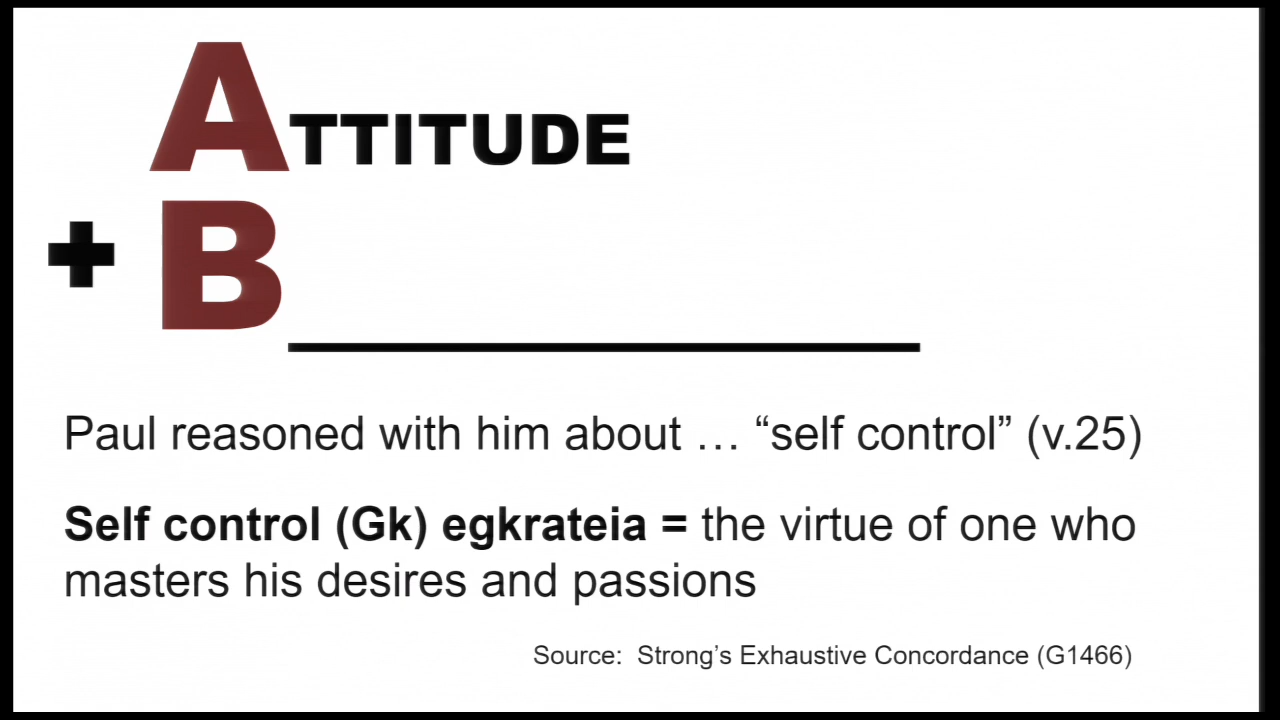 ATTITUDE
+ B
Paul reasoned with him about … “self control” (v.25)
Self control (Gk) egkrateia = the virtue of one who
masters his desires and passions
Source: Strong’s Exhaustive Concordance (G1466)